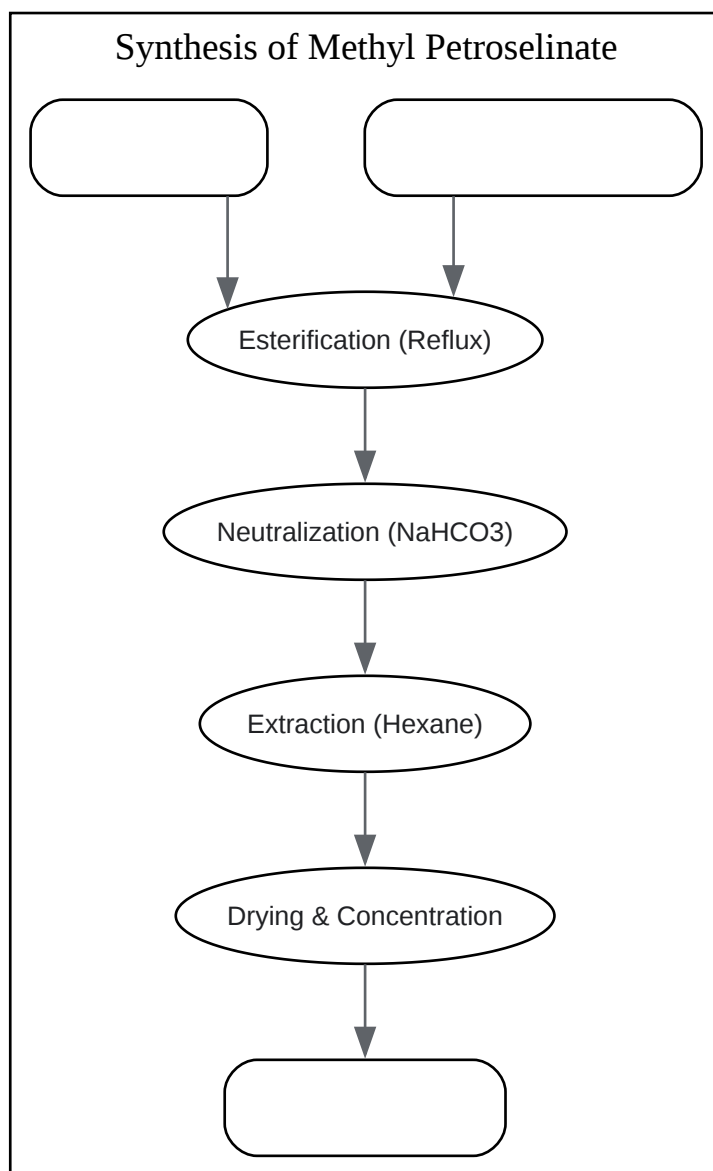 Synthesis of Methyl Petroselinate
Esterification (Reflux)
Neutralization (NaHCO3)
Extraction (Hexane)
Drying & Concentration